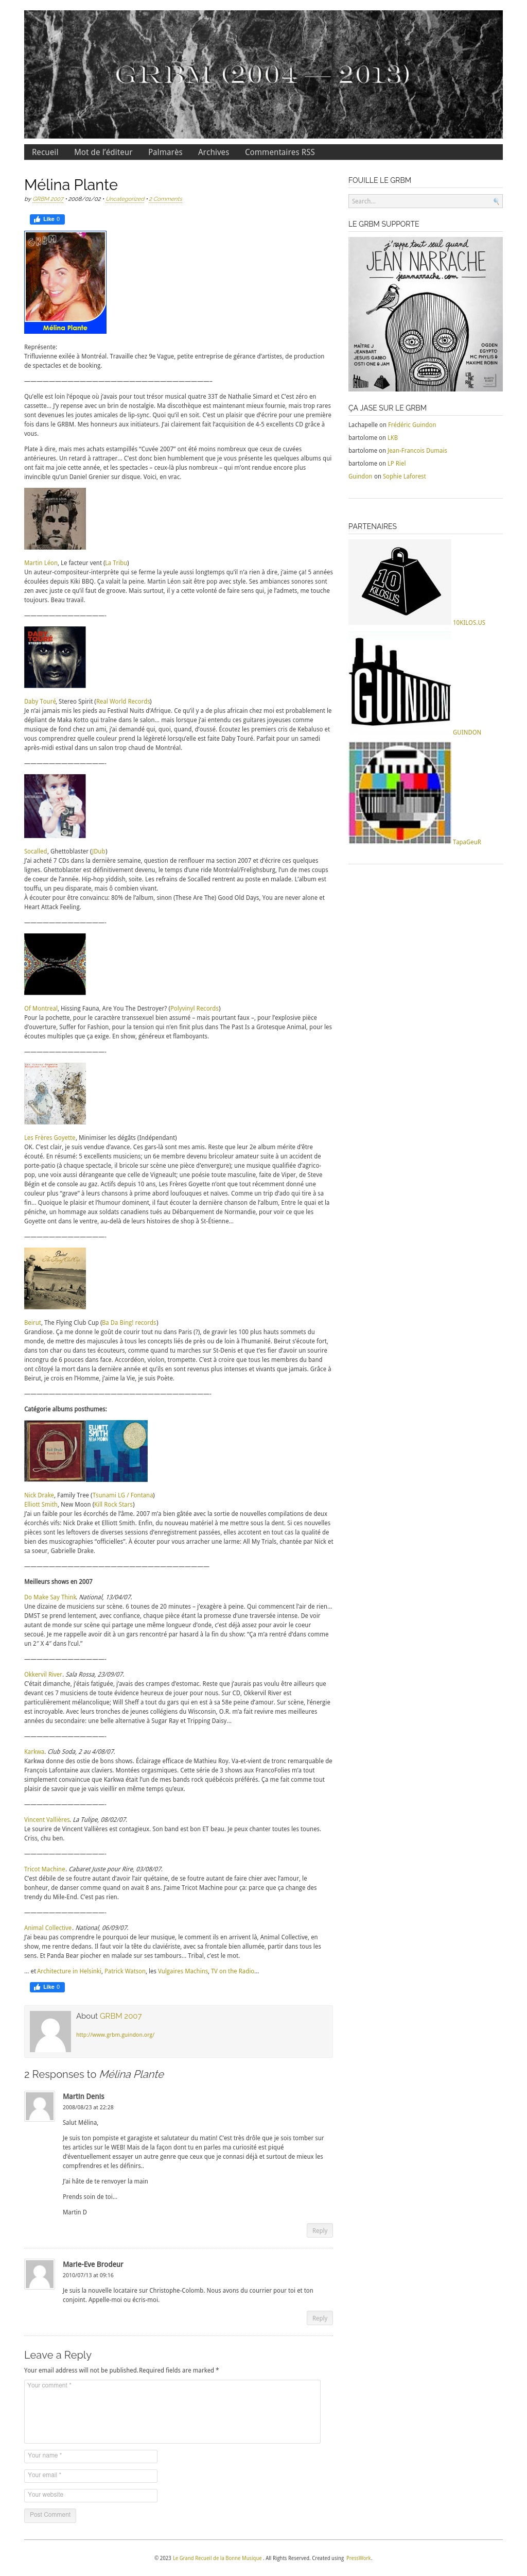 GRBM (2004 — 2013)
Recueil Mot de l'éditeur Palmarès Archives Commentaires RSS
Mélina Plante
by GRBM 2007 • 2008/01/02 • Uncategorized • 2 Comments
Like 0
GRBM
Mélina Plante
Représente:
Trifluvienne exilée à Montréal. Travaille chez 9e Vague, petite entreprise de gérance d'artistes, de production
de spectacles et de booking.
——————————————————————————————–
Qu'elle est loin l'époque où j'avais pour tout trésor musical quatre 33T de Nathalie Simard et C'est zéro en
cassette… J'y repense avec un brin de nostalgie. Ma discothèque est maintenant mieux fournie, mais trop rares
sont devenues les joutes amicales de lip-sync. Donc voilà où j'en suis. C'est un plaisir pour moi que d'être une première
fois dans le GRBM. Mes honneurs aux initiateurs. J'ai clairement fait l'acquisition de 4-5 excellents CD grâce à
vous.
Plate à dire, mais mes achats estampillés "Cuvée 2007" ont été moins nombreux que ceux de cuvées
antérieures. Un retard à rattraper… C'est donc bien humblement que je vous présente les quelques albums qui
ont fait ma joie cette année, et les spectacles – ceux-là plus nombreux – qui m'ont rendue encore plus
invincible qu'un Daniel Grenier sur disque. Voici, en vrac.
Martin Léon, Le facteur vent (La Tribu)
Un auteur-compositeur-interprète qui se ferme la yeule aussi longtemps qu'il n'a rien à dire, j'aime ça! 5 années
écoulées depuis Kiki BBQ. Ça valait la peine. Martin Léon sait être pop avec style. Ses ambiances sonores sont
mes amies, et ses textures m'envoûtent. Le mot surjoue parfois, mais il y a cette volonté de faire sens qui, je l'admets, me touche
toujours. Beau travail.
————————————–
DABY TOURÉ
Daby Touré, Stereo Spirit (Real World Records)
Je n'ai jamais mis les pieds au Festival Nuits d'Afrique. Ce qu'il y a de plus africain chez moi est probablement le
dépliant de Maka Kotto qui traîne dans le salon… mais lorsque j'ai entendu ces guitares joyeuses comme
musique de fond chez un ami, j'ai demandé qui, quoi, quand, d'oussé. Écoutez les premiers cris de Kebaluso et
vous comprendrez quelle couleur prend la légèreté lorsqu'elle est faite Daby Touré. Parfait pour un samedi
après-midi estival dans un salon trop chaud de Montréal.
————————————–
Socalled, Ghettoblaster (JDub)
J'ai acheté 7 CDs dans la dernière semaine, question de renflouer ma section 2007 et d'écrire ces quelques
lignes. Ghettoblaster est définitivement devenu, le temps d'une ride Montréal/Frelighsburg, l'un de mes coups
de coeur de l'année. Hip-hop yiddish, soite. Les refrains de Socalled rentrent au poste en malade. L'album est
touffu, un peu disparate, mais ô combien vivant.
À écouter pour être convaincu: 80% de l'album, sinon (These Are The) Good Old Days, You are never alone et
Heart Attack Feeling.
————————————–
Of Montreal, Hissing Fauna, Are You The Destroyer? (Polyvinyl Records)
Pour la pochette, pour le caractère transsexuel bien assumé – mais pourtant faux –, pour l'explosive pièce
d'ouverture, Suffer for Fashion, pour la tension qui n'en finit plus dans The Past Is a Grotesque Animal, pour les
écoutes multiples que ça exige. En show, généreux et flamboyants.
————————————–
Les Frères Goyette, Minimiser les dégâts (Indépendant)
OK. C'est clair, je suis vendue d'avance. Ces gars-là sont mes amis. Reste que leur 2e album mérite d'être
écouté. En résumé: 5 excellents musiciens; un 6e membre devenu bricoleur amateur suite à un accident de
porte-patio (à chaque spectacle, il bricole sur scène une pièce d'envergure); une musique qualifiée d'agrico-
pop, une voix aussi dérangeante que celle de Vigneault; une poésie toute masculine, faite de Viper, de Steve
Bégin et de console au gaz. Actifs depuis 10 ans, Les Frères Goyette n'ont que tout récemment donné une
couleur plus "grave" à leurs chansons à prime abord loufoques et naïves. Comme un trip d'ado qui tire à sa
fin… Quoique le plaisir et l'humour dominent, il faut écouter la dernière chanson de l'album, Entre le quai et la
péniche, un hommage aux soldats canadiens tués au Débarquement de Normandie, pour voir ce que les
Goyette ont dans le ventre, au-delà de leurs histoires de shop à St-Étienne…
————————————–
Beirut, The Flying Club Cup (Ba Da Bing! records)
Grandiose. Ça me donne le goût de courir tout nu dans Paris (?), de gravir les 100 plus hauts sommets du
monde, de mettre des majuscules à tous les concepts liés de près ou de loin à l'humanité. Beirut s'écoute fort,
dans ton char ou dans tes écouteurs, comme quand tu marches sur St-Denis et que t'es fier d'avoir un sourire
incongru de 6 pouces dans face. Accordéon, violon, trompette. C'est à croire que tous les membres du band
ont côtoyé la mort dans la dernière année et qu'ils en sont revenus plus intenses et vivants que jamais. Grâce à
Beirut, je crois en l'Homme, j'aime la Vie, je suis Poète.
——————————————————————————————-
Catégorie albums posthumes:
ELLIOTT SMITH NEW MOON
Nick Drake, Family Tree (Tsunami LG / Fontana)
Elliott Smith, New Moon (Kill Rock Stars)
J'ai un faible pour les écorchés de l'âme. 2007 m'a bien gâtée avec la sortie de nouvelles compilations de deux
écorchés vifs: Nick Drake et Elliott Smith. Enfin, du nouveau matériel à me mettre sous la dent. Si ces nouvelles
pièces sont de sources et diverses sessions d'enregistrement passées, elles accotent en tout cas la qualité de
bien des musicographies "officielles". À écouter pour vous arracher une larme: All My Trials, chantée par Nick et
sa soeur, Gabrielle Drake.
——————————————————————————————
Meilleurs shows en 2007
Do Make Say Think. National, 13/04/07.
Une dizaine de musiciens sur scène. 6 tounes de 20 minutes – j'exagère à peine. Qui commencent l'air de rien…
DMST se prend lentement, avec confiance, chaque pièce étant la promesse d'une traversée intense. De voir
autant de monde sur scène qui partage une même longueur d'onde, c'est déjà assez pour avoir le coeur
secoué. Je me rappelle avoir dit à un gars rencontré par hasard à la fin du show: "Ça m'a rentré d'dans comme
un 2″ X 4″ dans l'cul."
————————————–
Okkervil River. Sala Rossa, 23/09/07.
C'était dimanche, j'étais fatiguée, j'avais des crampes d'estomac. Reste que j'aurais pas voulu être ailleurs que
devant ces 7 musiciens de toute évidence heureux de jouer pour nous. Sur CD, Okkervil River est
particulièrement mélancolique; Will Sheff a tout du gars qui en est à sa 58e peine d'amour. Sur scène, l'énergie
est incroyable. Avec leurs tronches de jeunes collégiens du Wisconsin, O.R. m'a fait revivre mes meilleures
années du secondaire: une belle alternative à Sugar Ray et Tripping Daisy…
————————————–
Karkwa. Club Soda, 2 au 4/08/07.
Karkwa donne des ostie de bons shows. Éclairage efficace de Mathieu Roy. Va-et-vient de tronc remarquable de
François Lafontaine aux claviers. Montées orgasmiques. Cette série de 3 shows aux FrancoFolies m'a tout
simplement convaincue que Karkwa était l'un de mes bands rock québécois préférés. Ça me fait comme tout
plaisir de savoir que je vais vieillir en même temps qu'eux.
————————————–
Vincent Vallières. La Tulipe, 08/02/07.
Le sourire de Vincent Vallières est contagieux. Son band est bon ET beau. Je peux chanter toutes les tounes.
Criss, chu ben.
————————————–
Tricot Machine. Cabaret Juste pour Rire, 03/08/07.
C'est débile de se foutre autant d'avoir l'air quétaine, de se foutre autant de faire chier avec l'amour, le
bonheur, de danser comme quand on avait 8 ans. J'aime Tricot Machine pour ça: parce que ça change des
trendy du Mile-End. C'est pas rien.
————————————–
Animal Collective. National, 06/09/07.
J'ai beau pas comprendre le pourquoi de leur musique, le comment ils en arrivent là, Animal Collective, en
show, me rentre dedans. Il faut voir la tête du claviériste, avec sa frontale bien allumée, partir dans tous les
sens. Et Panda Bear piocher en malade sur ses tambours… Tribal, c'est le mot.
… et Architecture in Helsinki, Patrick Watson, les Vulgaires Machins, TV on the Radio…
Like 0
About GRBM 2007
http://www.grbm.guindon.org/
2 Responses to Mélina Plante
Martin Denis
2008/08/23 at 22:28
Salut Mélina,
Je suis ton pompiste et garagiste et salutateur du matin! C'est très drôle que je sois tomber sur
tes articles sur le WEB! Mais de la façon dont tu en parles ma curiosité est piqué
d'éventuellement essayer un autre genre que ceux que je connais déjà et surtout de mieux les
compfrendres et les définirs..
J'ai hâte de te renvoyer la main
Prends soin de toi…
Martin D
Reply
Marie-Eve Brodeur
2010/07/13 at 09:16
Je suis la nouvelle locataire sur Christophe-Colomb. Nous avons du courrier pour toi et ton
conjoint. Appelle-moi ou écris-moi.
Reply
Leave a Reply
Your email address will not be published.Required fields are marked *
Your comment *
Your name *
Your email *
Your website
Post Comment
FOUILLE LE GRBM
Search...
LE GRBM SUPPORTE
j'rappe tout seul quand
JEAN NARRACHE
jeannarrache.com
MAÎTRE J
JEANBART
JESUIS GABBO
OSTI ONE & JAM
OGDEN
EGYPTO
MC PHYLIS B
MAXIME ROBIN
ÇA JASE SUR LE GRBM
Lachapelle on Frédéric Guindon
bartolome on LKB
bartolome on Jean-Francois Dumais
bartolome on LP Riel
Guindon on Sophie Laforest
PARTENAIRES
10 KILOS.US
10KILOS.US
GUINDON
GUINDON
TapaGeuR
© 2023 Le Grand Recueil de la Bonne Musique . All Rights Reserved. Created using PressWork.